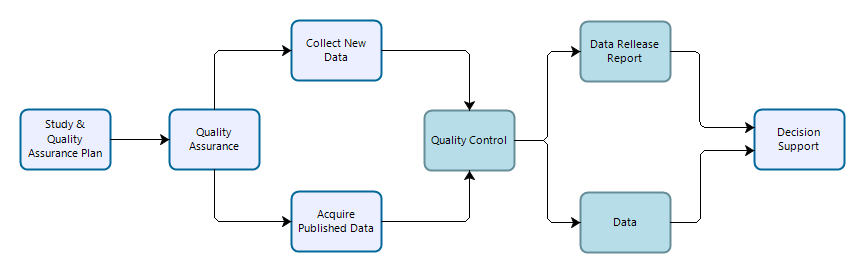 Study &
Quality
Assurance Plan
Quality
Assurance
Collect New
Data
Acquire
Published Data
Quality Control
Data Rellease
Report
Data
Decision
Support